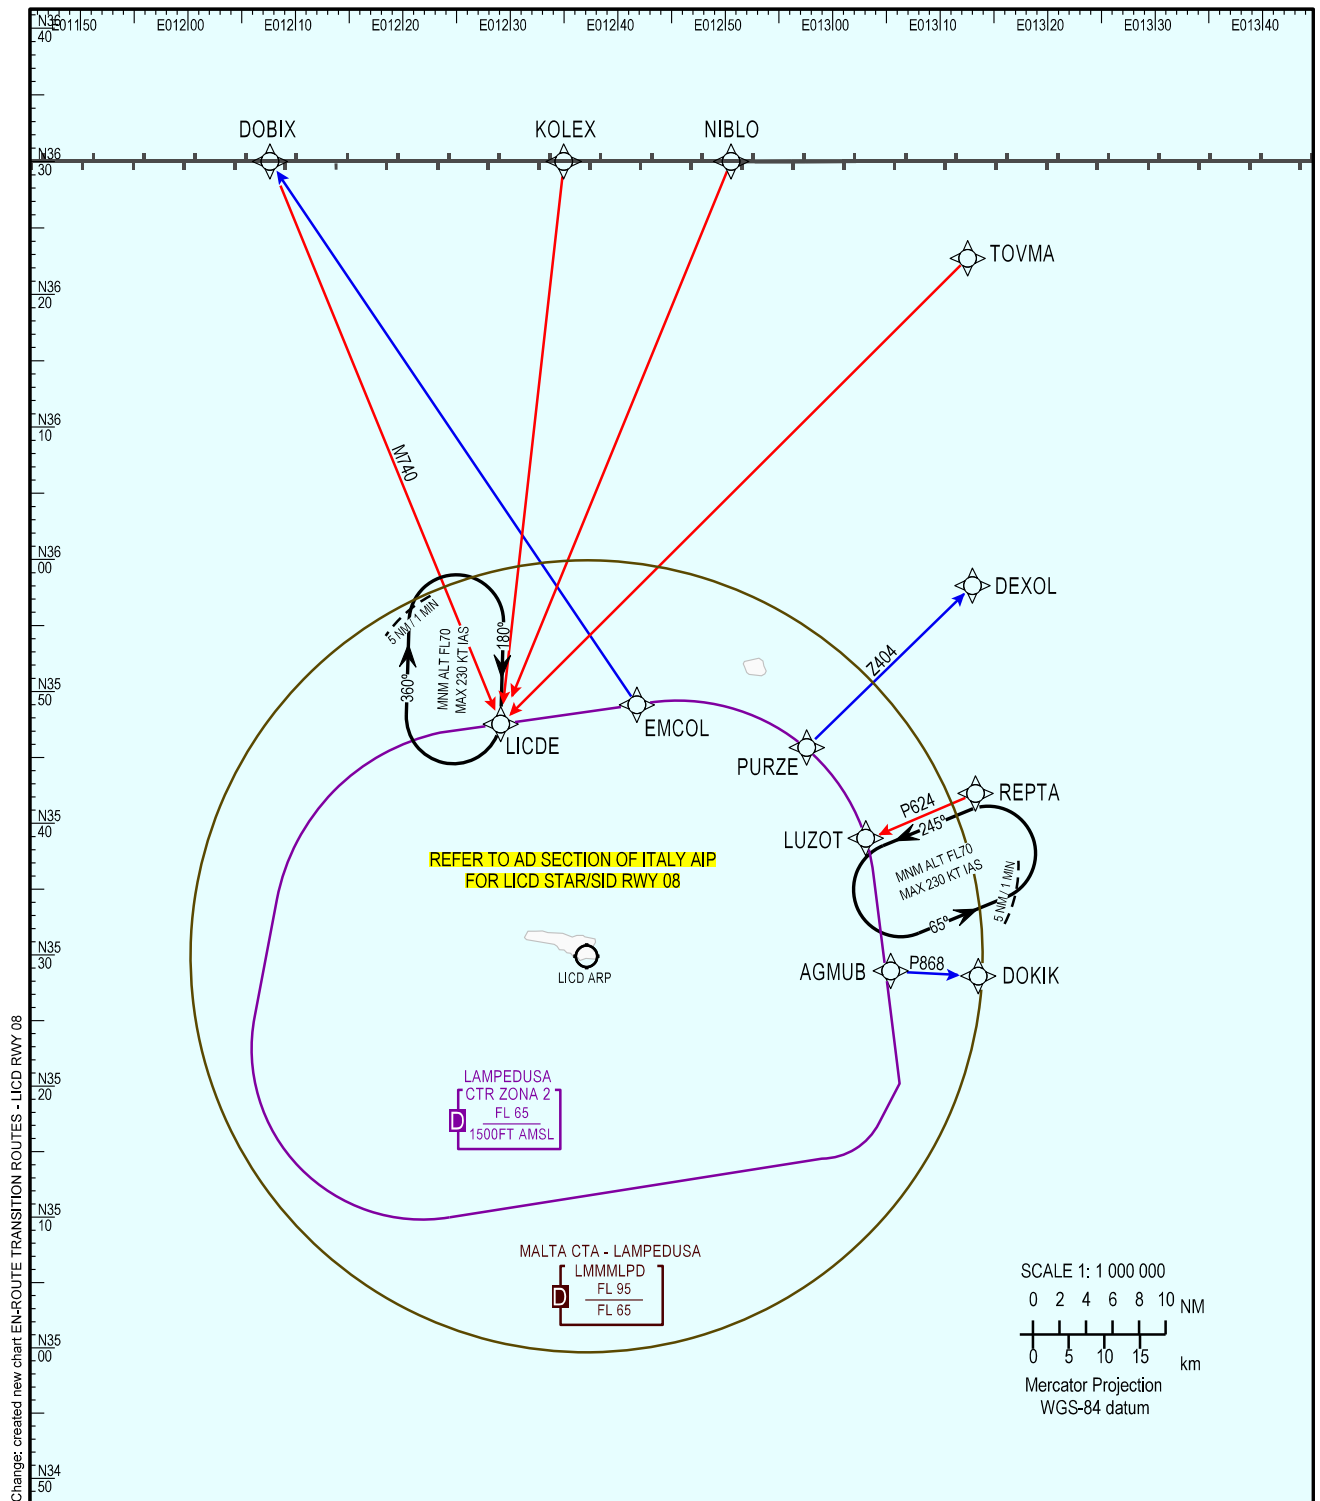 E011|50 E012|00 E012|10 E012|20 E012|30 E012|40 E012|50 E013|00 E013|10 E013|20 E013|30 E013|40
N36
40
DOBIX KOLEX NIBLO
N36
30
TOVMA
N36
20
N36
10
M740
N36
00
DEXOL
5 NM / 1 MIN
180°
360°
MNM ALT FL70
MAX 230 KT IAS
Z404
N35
50
EMCOL
LICDE
PURZE
REPTA
P624
245°
N35
40
LUZOT
REFER TO AD SECTION OF ITALY AIP
FOR LICD STAR/SID RWY 08
MNM ALT FL70
MAX 230 KT IAS
5 NM / 1 MIN
65°
N35
30
LICD ARP
AGMUB
P868
DOKIK
N35
20
LAMPEDUSA
CTR ZONA 2
D
FL 65
1500FT AMSL
N35
10
MALTA CTA - LAMPEDUSA
LMMMLPD
D
FL 95
FL 65
N35
00
SCALE 1: 1 000 000
0 2 4 6 8 10 NM
0 5 10 15 km
Mercator Projection
WGS-84 datum
N34
50
Change: created new chart EN-ROUTE TRANSITION ROUTES - LICD RWY 08